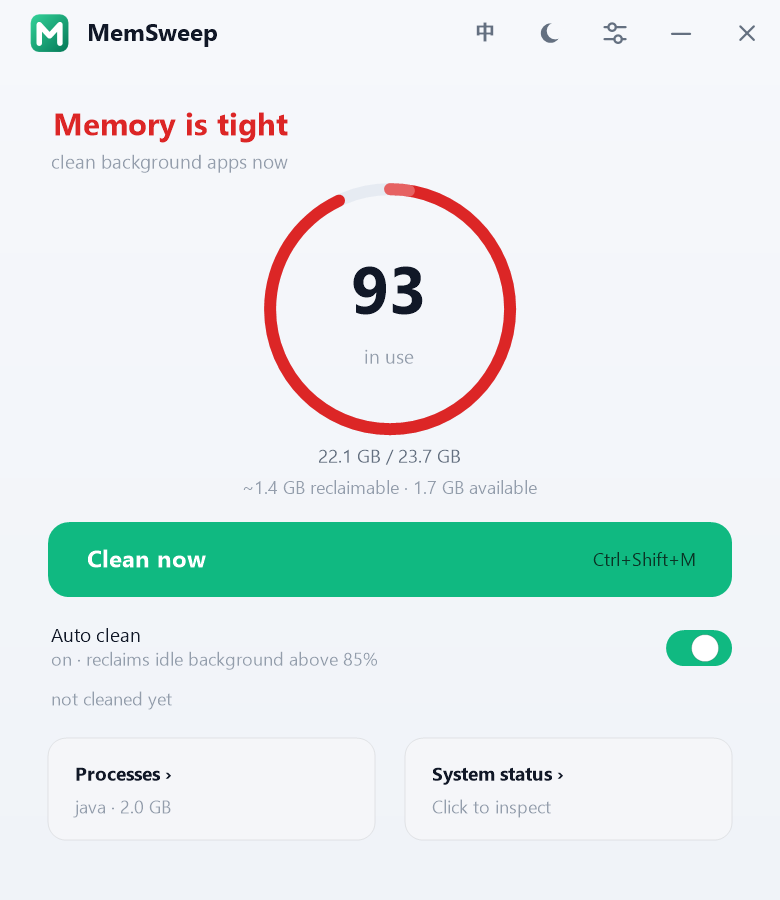 MemSweep
中
Memory is tight
clean background apps now
93
in use
22.1 GB / 23.7 GB
~1.4 GB reclaimable · 1.7 GB available
Clean now
Ctrl+Shift+M
Auto clean
on · reclaims idle background above 85%
not cleaned yet
Processes ›
java · 2.0 GB
System status ›
Click to inspect